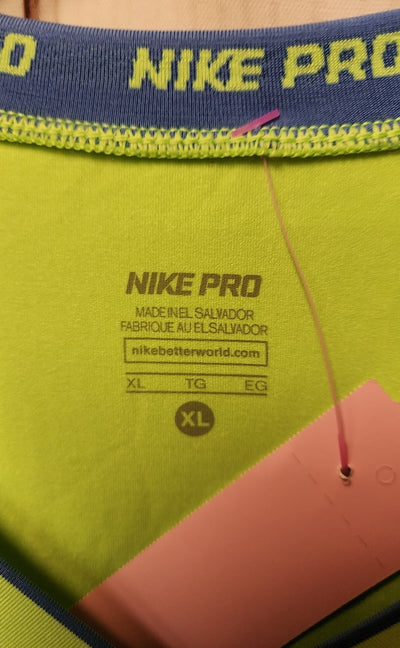 O NIKE PRO
NIKE PRO
MADE IN EL SALVADOR
FABRIQUE AU EL SALVADOR
nikebetterworld.com
XL TG EG
XL